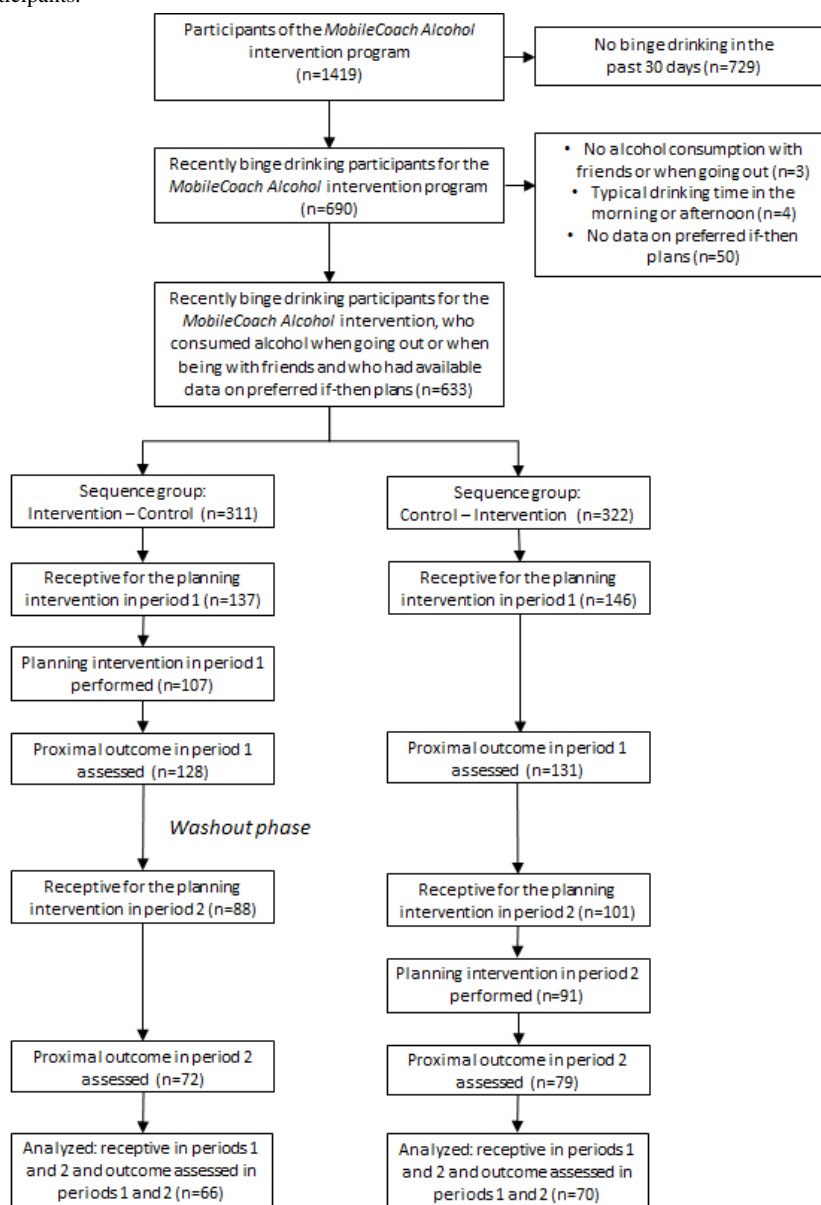 Participants of the MobileCoach Alcohol
intervention program
(n=1419)
No binge drinking in the
past 30 days (n=729)
Recently binge drinking participants for the
MobileCoach Alcohol intervention program
(n=690)
• No alcohol consumption with
friends or when going out (n=3)
• Typical drinking time in the
morning or afternoon (n=4)
• No data on preferred if-then
plans (n=50)
Recently binge drinking participants for the
MobileCoach Alcohol intervention, who
consumed alcohol when going out or when
being with friends and who had available
data on preferred if-then plans (n=633)
Sequence group:
Intervention – Control (n=311)
Sequence group:
Control – Intervention (n=322)
Receptive for the planning
intervention in period 1 (n=137)
Receptive for the planning
intervention in period 1 (n=146)
Planning intervention in period 1
performed (n=107)
Proximal outcome in period 1
assessed (n=128)
Proximal outcome in period 1
assessed (n=131)
Washout phase
Receptive for the planning
intervention in period 2 (n=88)
Receptive for the planning
intervention in period 2 (n=101)
Planning intervention in period 2
performed (n=91)
Proximal outcome in period 2
assessed (n=72)
Proximal outcome in period 2
assessed (n=79)
Analyzed: receptive in periods 1
and 2 and outcome assessed in
periods 1 and 2 (n=66)
Analyzed: receptive in periods 1
and 2 and outcome assessed in
periods 1 and 2 (n=70)